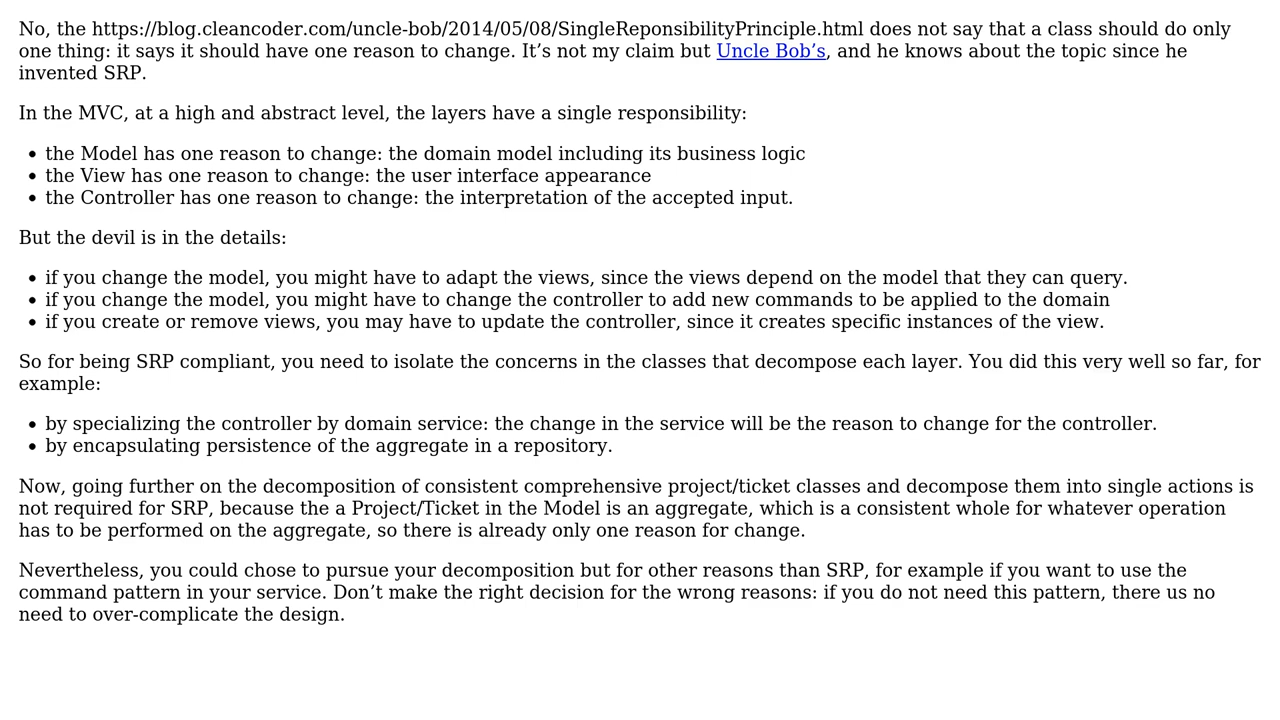 No, the https://blog.cleancoder.com/uncle-bob/2014/05/08/SingleReponsibilityPrinciple.html does not say that a class should do only
one thing: it says it should have one reason to change. It’s not my claim but Uncle Bob’s, and he knows about the topic since he
invented SRP.
In the MVC, at a high and abstract level, the layers have a single responsibility:
• the Model has one reason to change: the domain model including its business logic
• the View has one reason to change: the user interface appearance
• the Controller has one reason to change: the interpretation of the accepted input.
But the devil is in the details:
• if you change the model, you might have to adapt the views, since the views depend on the model that they can query.
• if you change the model, you might have to change the controller to add new commands to be applied to the domain
• if you create or remove views, you may have to update the controller, since it creates specific instances of the view.
So for being SRP compliant, you need to isolate the concerns in the classes that decompose each layer. You did this very well so far, for
example:
• by specializing the controller by domain service: the change in the service will be the reason to change for the controller.
• by encapsulating persistence of the aggregate in a repository.
Now, going further on the decomposition of consistent comprehensive project/ticket classes and decompose them into single actions is
not required for SRP, because the a Project/Ticket in the Model is an aggregate, which is a consistent whole for whatever operation
has to be performed on the aggregate, so there is already only one reason for change.
Nevertheless, you could chose to pursue your decomposition but for other reasons than SRP, for example if you want to use the
command pattern in your service. Don’t make the right decision for the wrong reasons: if you do not need this pattern, there us no
need to over-complicate the design.